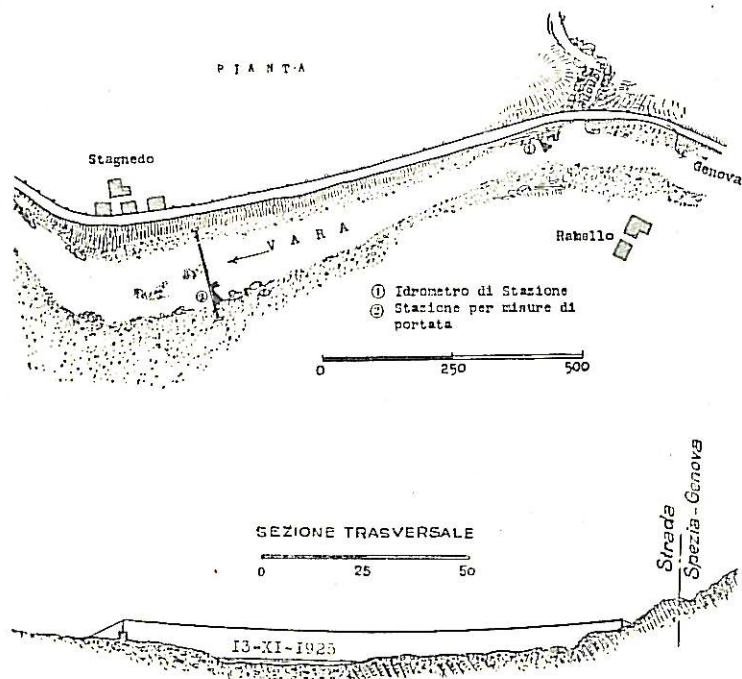 PIANTA
Stagnedo
Genova
VARA
Ramello
① Idrometro di Stazione
② Stazione per misure di
portata
0 250 500
SEZIONE TRASVERSALE
0 25 50
Strada
Spezia-Genova
13-XI-1925